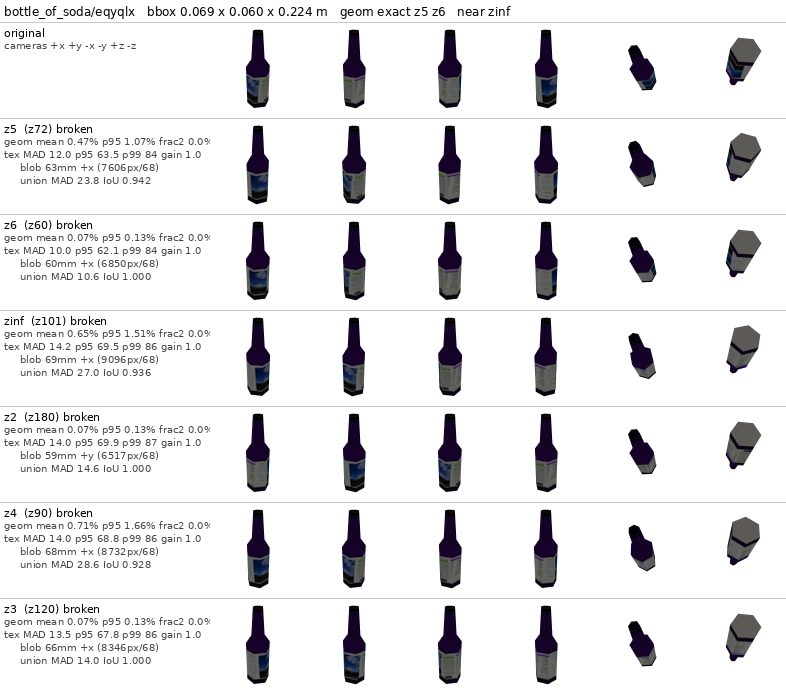 bottle_of_soda/eqyqlx bbox 0.069 x 0.060 x 0.224 m geom exact z5 z6 near zinf
original
cameras +x +y -x -y +z -z
z5 (z72) broken
geom mean 0.47% p95 1.07% frac2 0.0%
tex MAD 12.0 p95 63.5 p99 84 gain 1.0
blob 63mm +x (7606px/68)
union MAD 23.8 IoU 0.942
z6 (z60) broken
geom mean 0.07% p95 0.13% frac2 0.0%
tex MAD 10.0 p95 62.1 p99 84 gain 1.0
blob 60mm +x (6850px/68)
union MAD 10.6 IoU 1.000
zinf (z101) broken
geom mean 0.65% p95 1.51% frac2 0.0%
tex MAD 14.2 p95 69.5 p99 86 gain 1.0
blob 69mm +x (9096px/68)
union MAD 27.0 IoU 0.936
z2 (z180) broken
geom mean 0.07% p95 0.13% frac2 0.0%
tex MAD 14.0 p95 69.9 p99 87 gain 1.0
blob 59mm +y (6517px/68)
union MAD 14.6 IoU 1.000
z4 (z90) broken
geom mean 0.71% p95 1.66% frac2 0.0%
tex MAD 14.0 p95 68.8 p99 86 gain 1.0
blob 68mm +x (8732px/68)
union MAD 28.6 IoU 0.928
z3 (z120) broken
geom mean 0.07% p95 0.13% frac2 0.0%
tex MAD 13.5 p95 67.8 p99 86 gain 1.0
blob 66mm +x (8346px/68)
union MAD 14.0 IoU 1.000